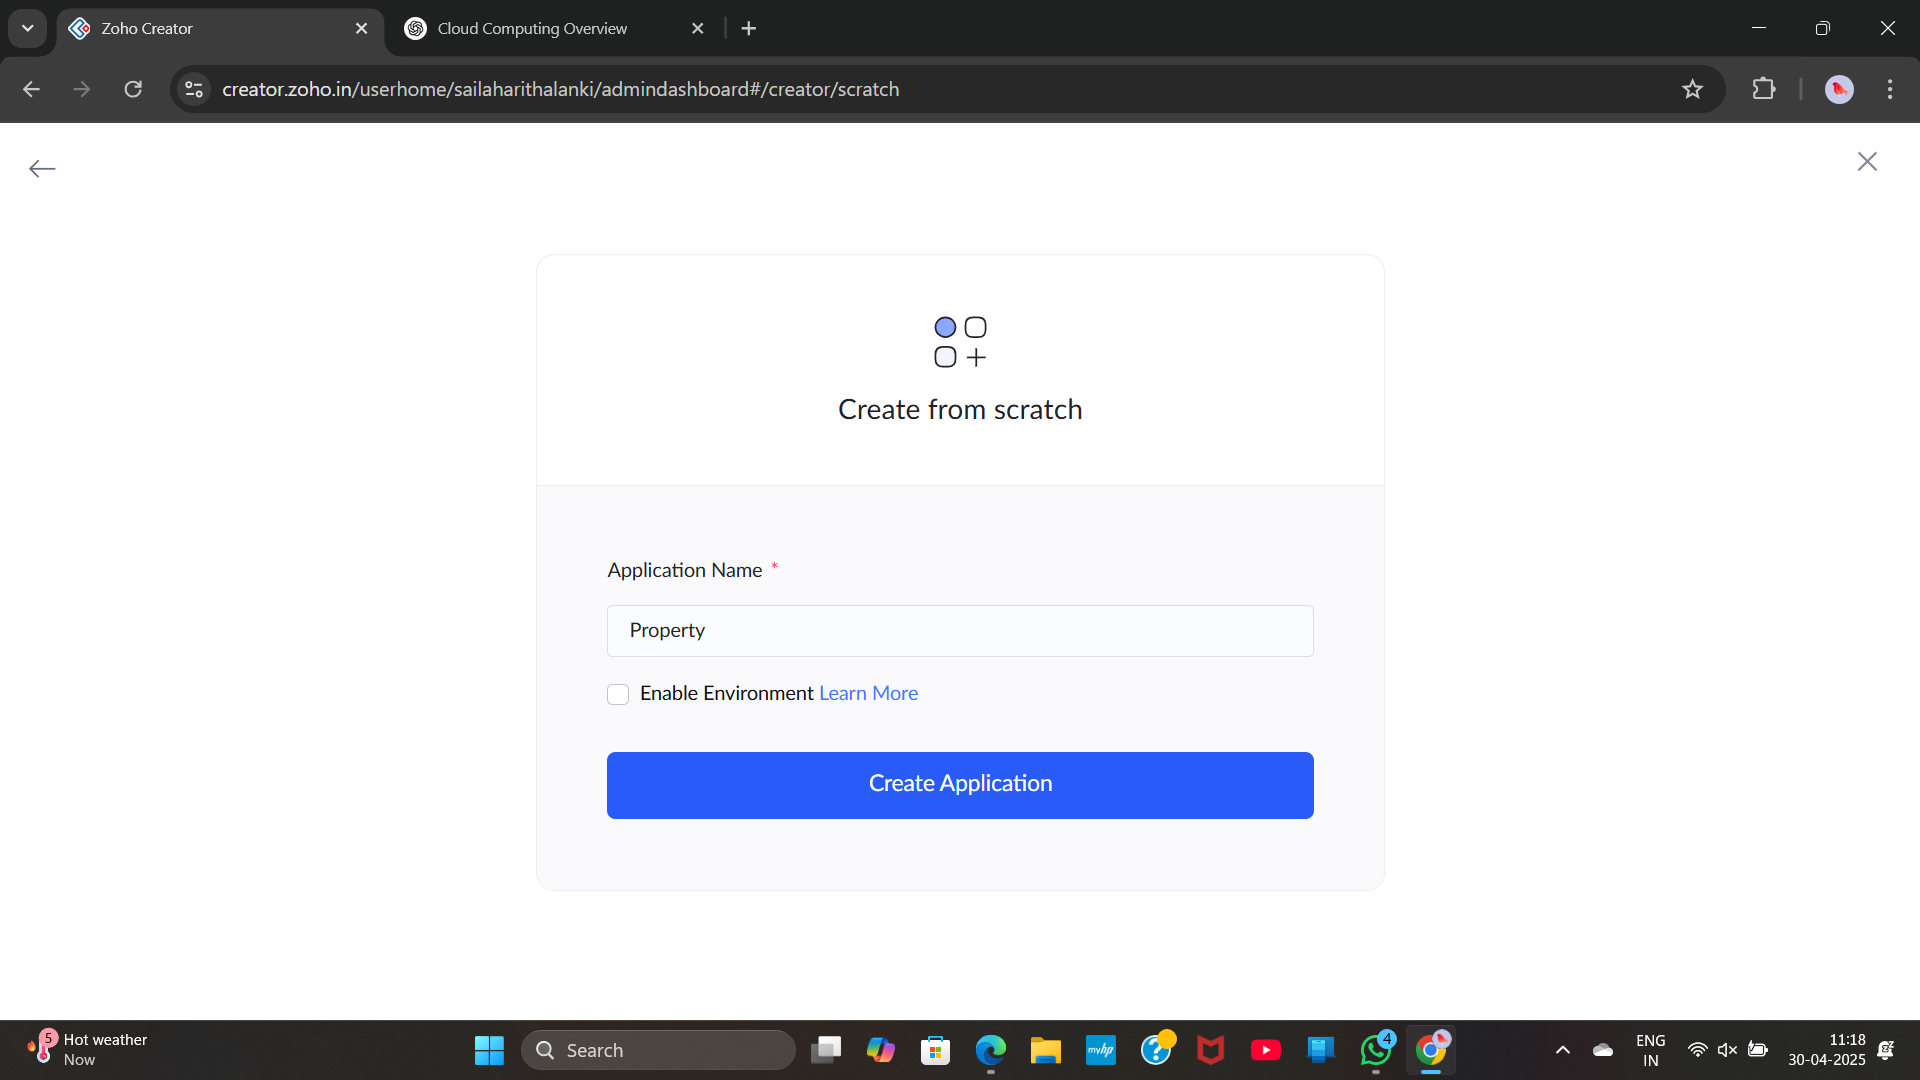 Zoho Creator
Cloud Computing Overview
creator.zoho.in/userhome/sailaharithalanki/admindashboard#/creator/scratch
Create from scratch
Application Name *
Property
Enable Environment Learn More
Create Application
5
Hot weather
Now
Search
myhp
4
ENG
IN
11:18
30-04-2025